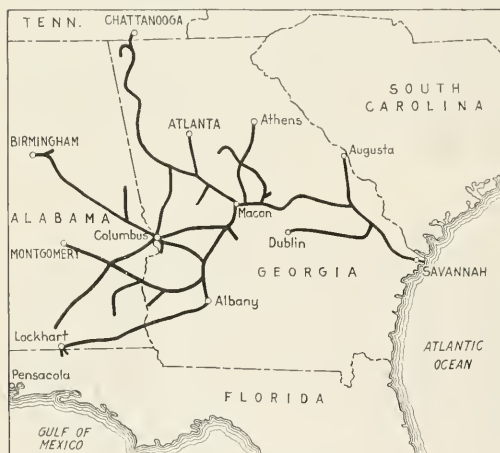 TENN.
CHATTANOOGA
SOUTH
CAROLINA
ATLANTA
Athens
BIRMINGHAM
Augusta
ALABAMA
Macon
Columbus
Dublin
MONTGOMERY
GEORGIA
SAVANNAH
Albany
Lockhart
ATLANTIC
OCEAN
Pensacola
FLORIDA
GULF OF
MEXICO